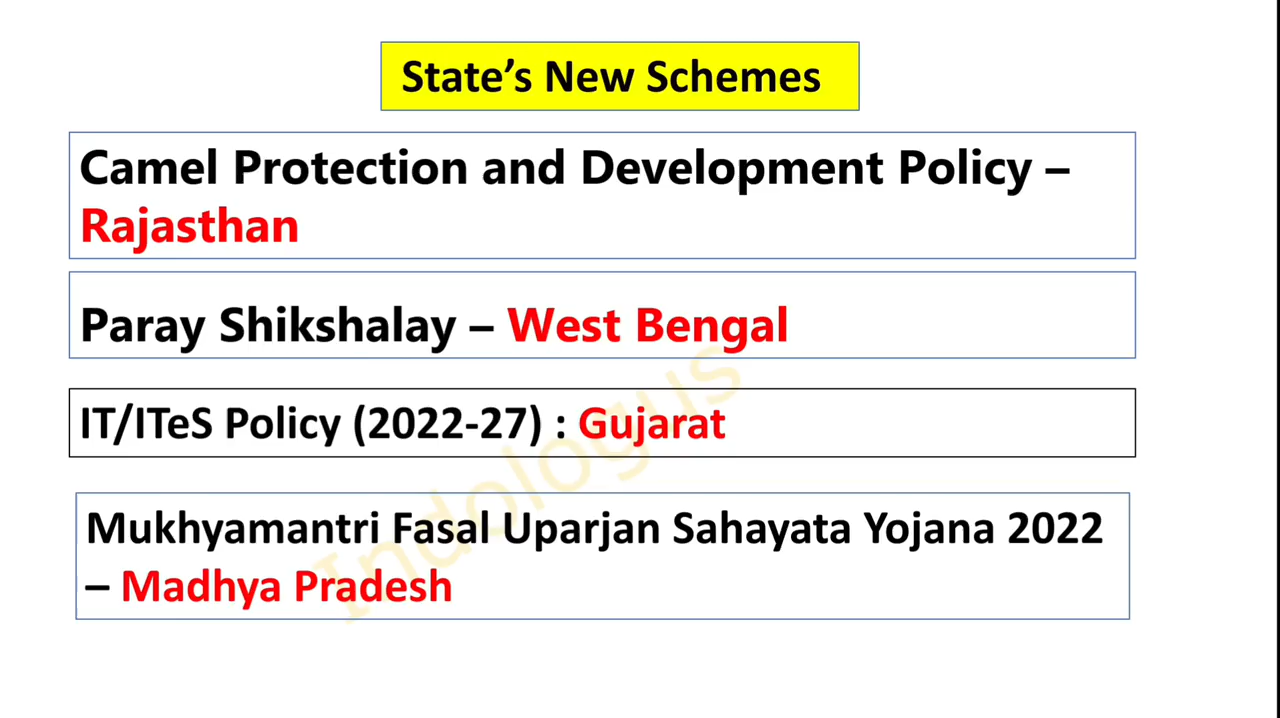 State’s New Schemes
Camel Protection and Development Policy –
Rajasthan
Paray Shikshalay – West Bengal
IT/ITeS Policy (2022-27) : Gujarat
Mukhyamantri Fasal Uparjan Sahayata Yojana 2022
– Madhya Pradesh
Indologus